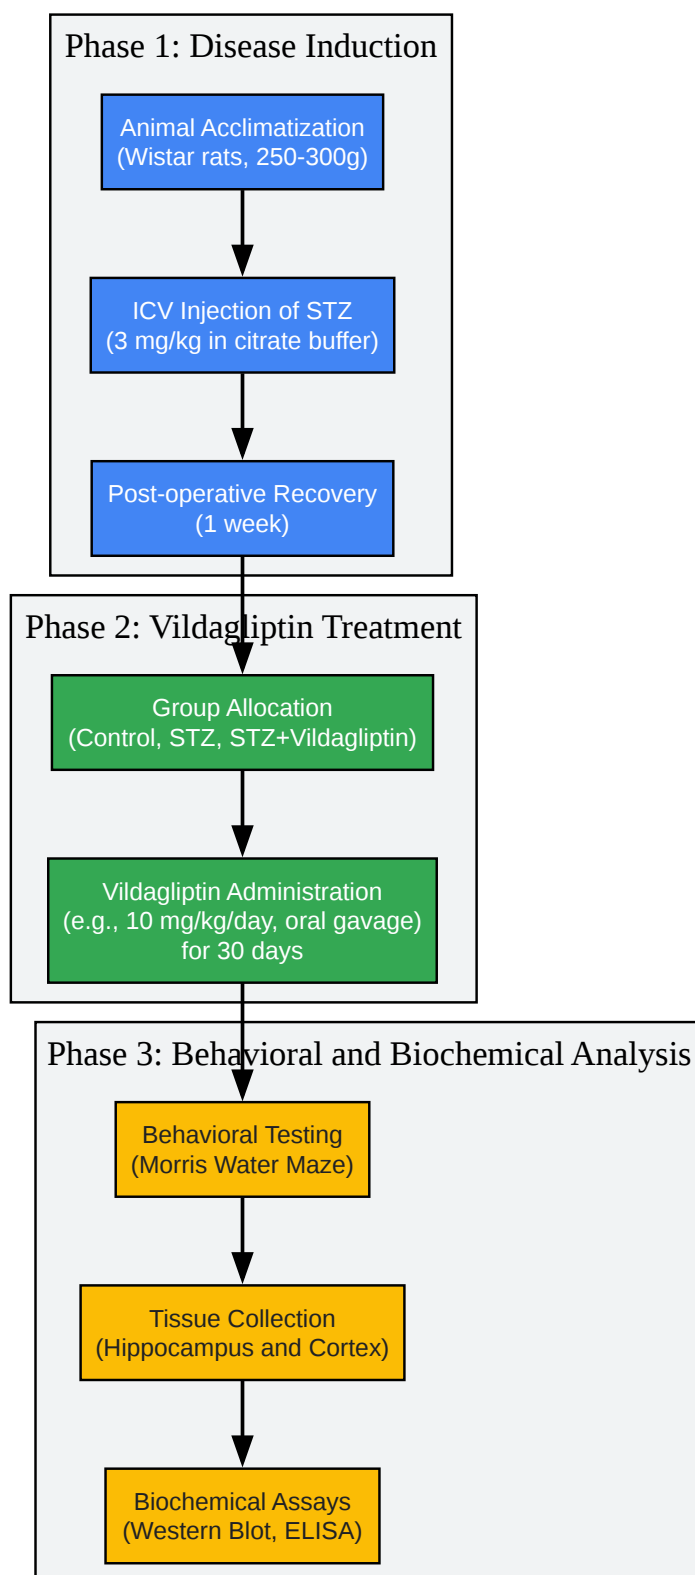 Phase 1: Disease Induction
Animal Acclimatization
(Wistar rats, 250-300g)
ICV Injection of STZ
(3 mg/kg in citrate buffer)
Post-operative Recovery
(1 week)
Phase 2: Vildagliptin Treatment
Group Allocation
(Control, STZ, STZ+Vildagliptin)
Vildagliptin Administration
(e.g., 10 mg/kg/day, oral gavage)
for 30 days
Phase 3: Behavioral and Biochemical Analysis
Behavioral Testing
(Morris Water Maze)
Tissue Collection
(Hippocampus and Cortex)
Biochemical Assays
(Western Blot, ELISA)